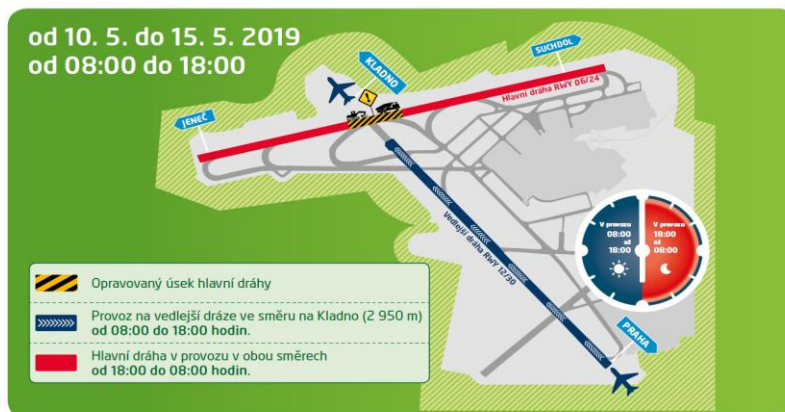 od 10. 5. do 15. 5. 2019
od 08:00 do 18:00
KLADNO
SUCHDOL
Hlavní dráha RWY 06/24
JENEČ
Vedlejší dráha RWY 12/30
V provozu
08:00
až
18:00
V provozu
18:00
až
08:00
PRAHA
Opravovaný úsek hlavní dráhy
Provoz na vedlejší dráze ve směru na Kladno (2 950 m)
od 08:00 do 18:00 hodin.
Hlavní dráha v provozu v obou směrech
od 18:00 do 08:00 hodin.